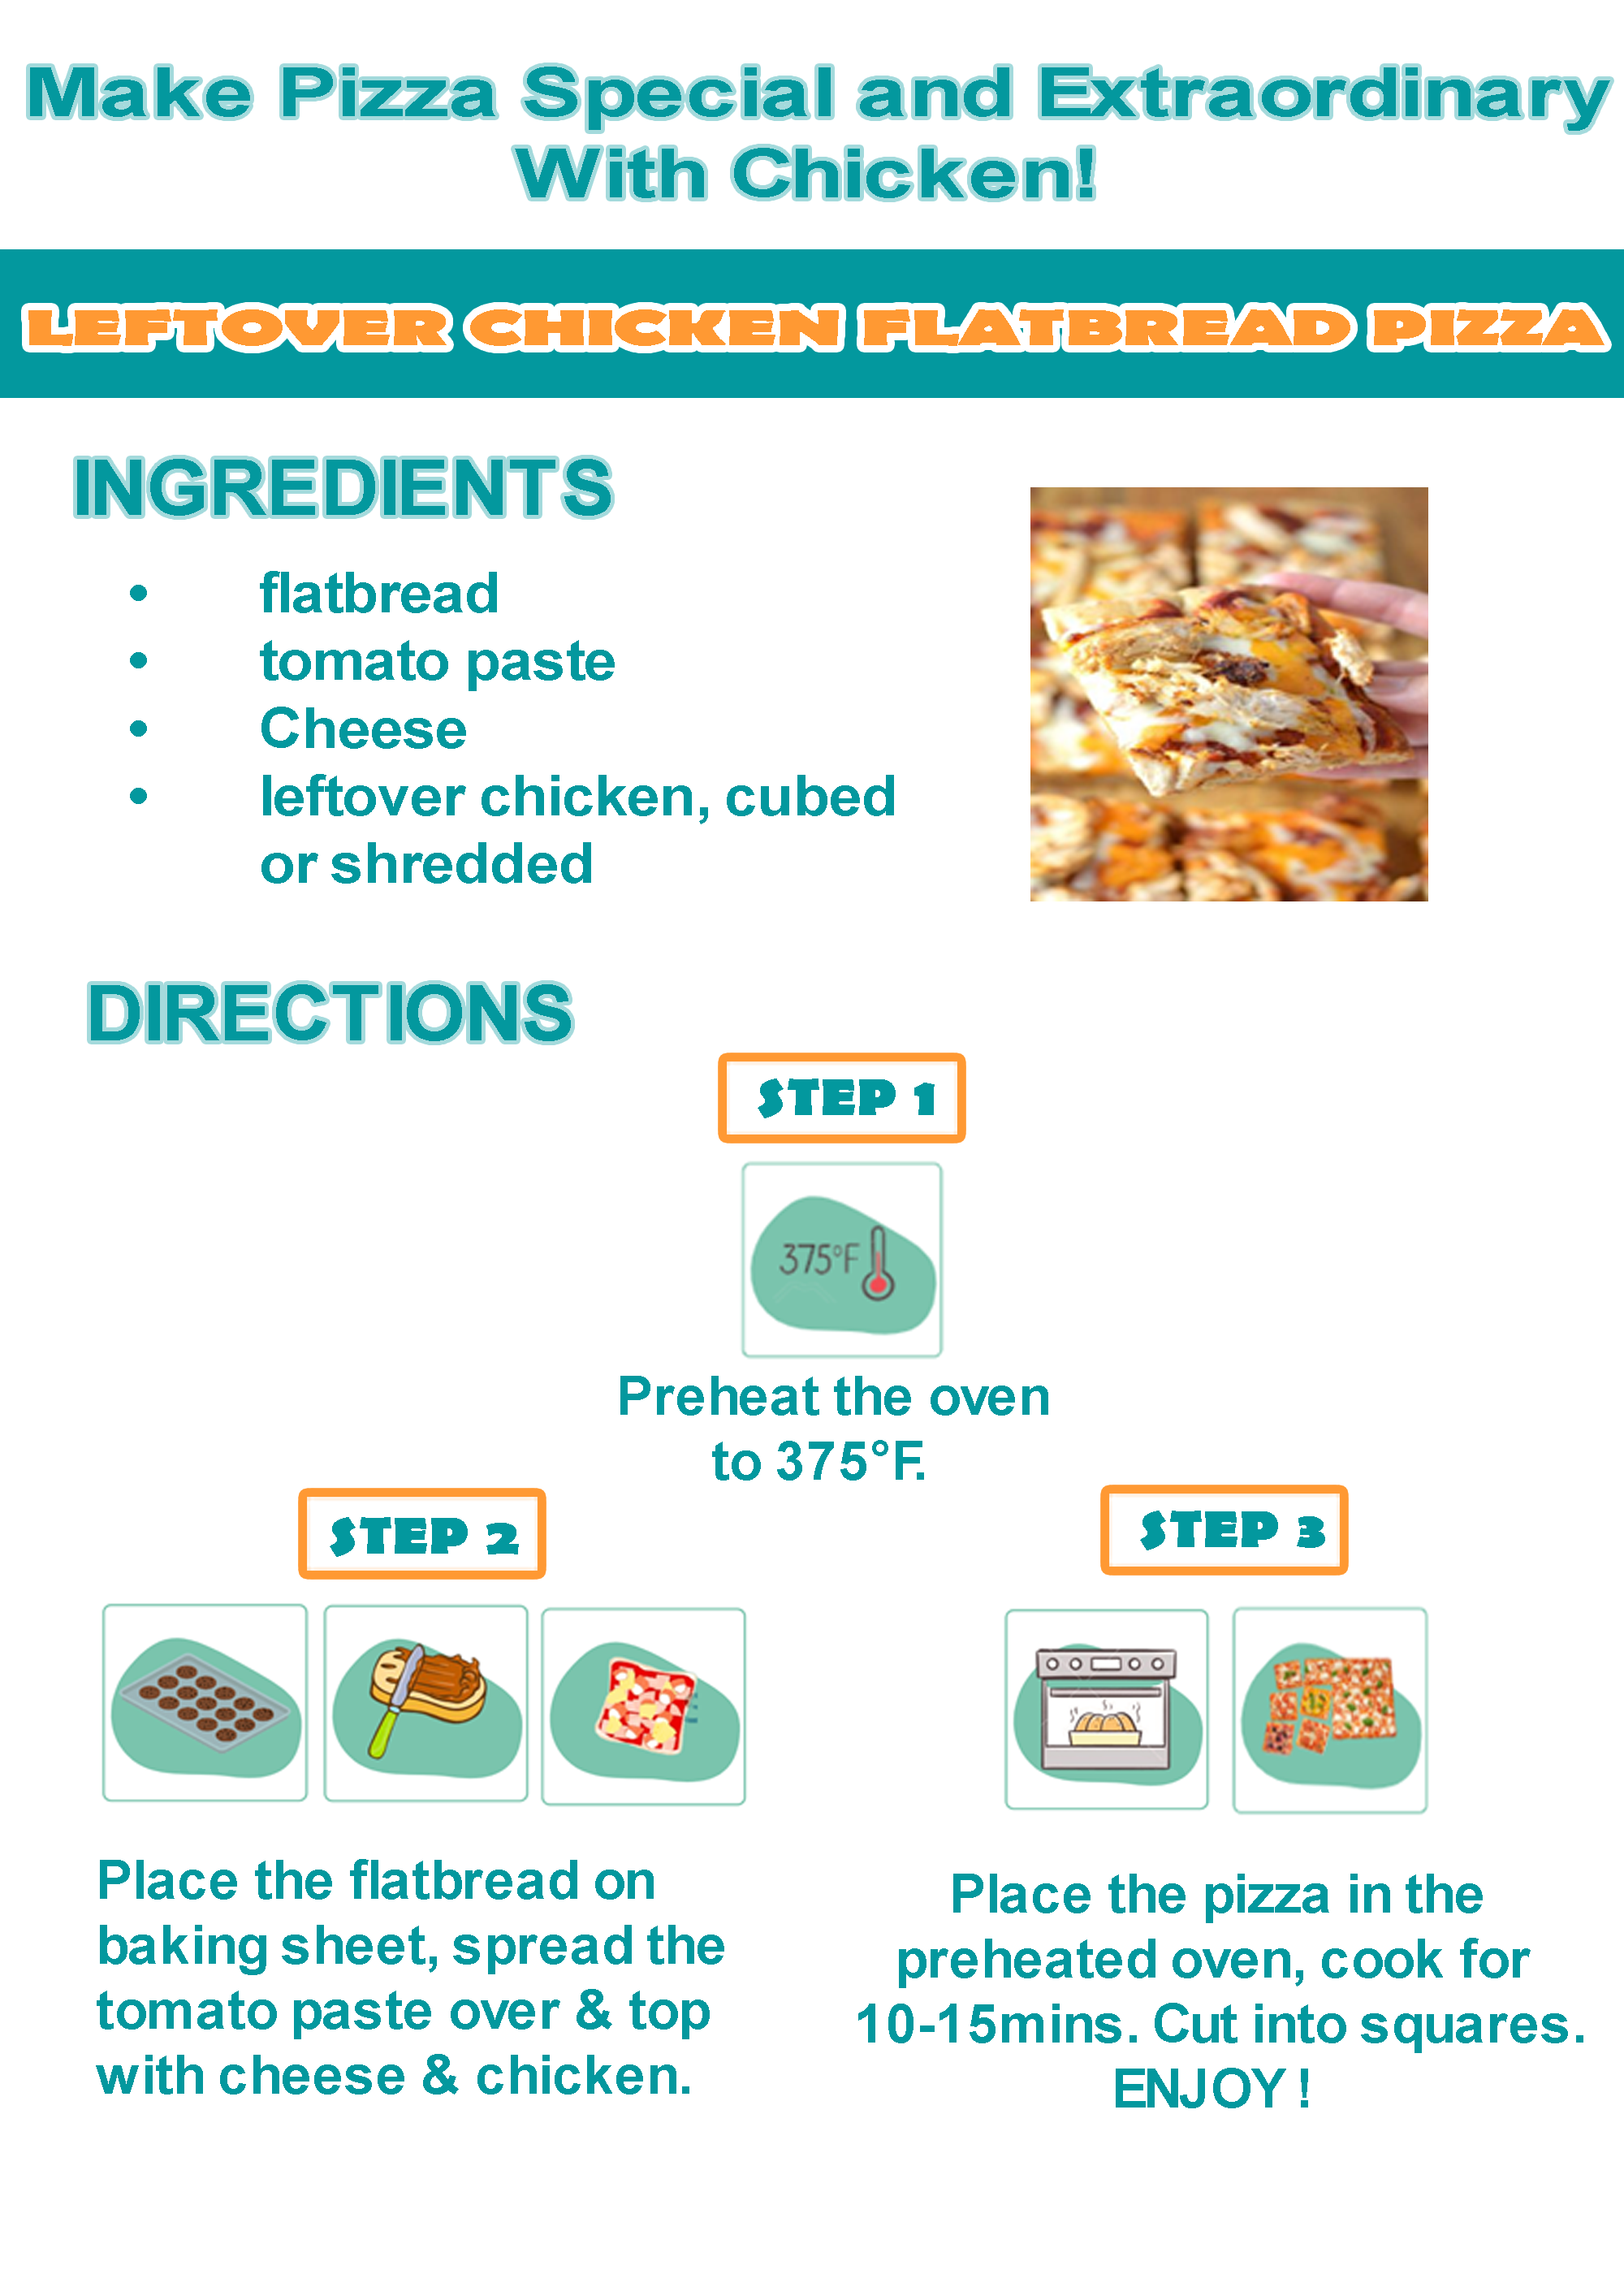 Make Pizza Special and Extraordinary
With Chicken!
LEFTOVER CHICKEN FLATBREAD PIZZA
INGREDIENTS
• flatbread
• tomato paste
• Cheese
• leftover chicken, cubed
or shredded
DIRECTIONS
STEP 1
375°F
Preheat the oven
to 375°F.
STEP 2
Place the flatbread on
baking sheet, spread the
tomato paste over & top
with cheese & chicken.
STEP 3
Place the pizza in the
preheated oven, cook for
10-15mins. Cut into squares.
ENJOY !